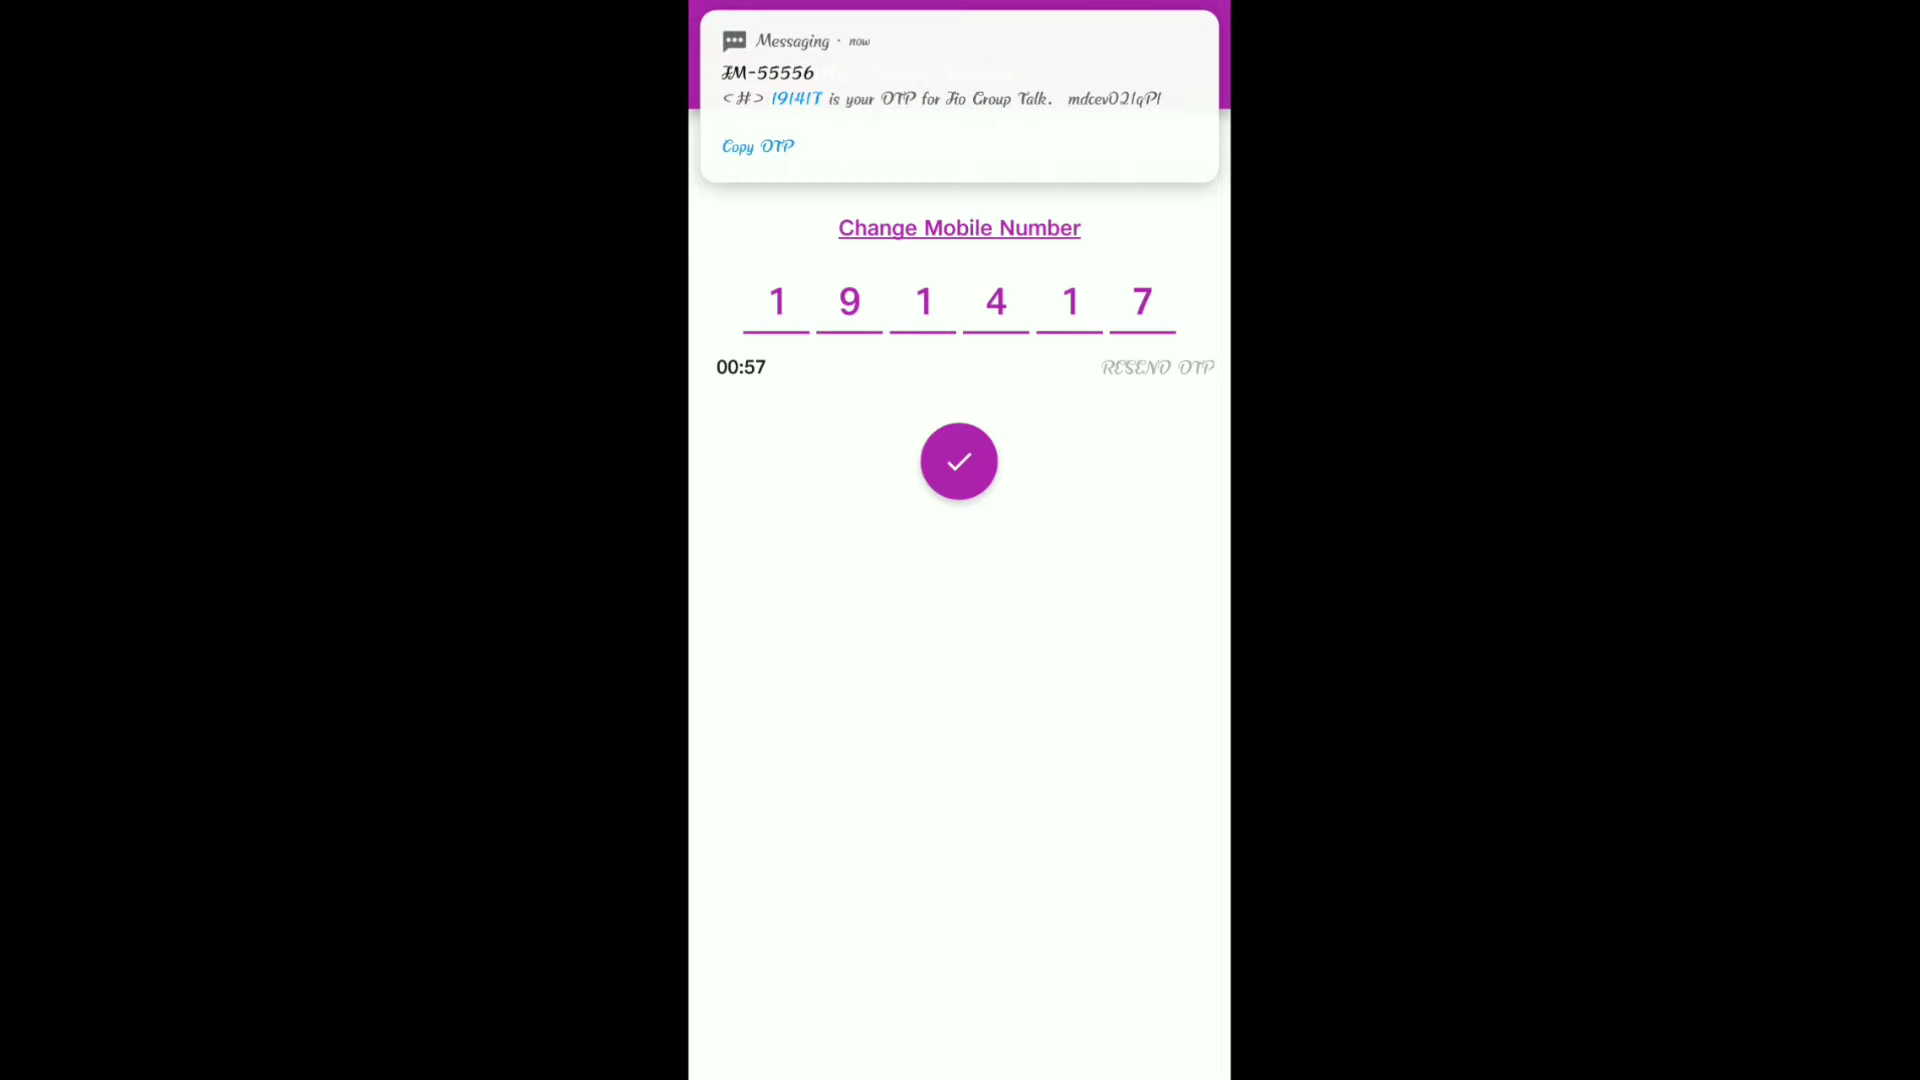 Messaging · now
JM-55556
<#> 191417 is your OTP for Jio Group Talk. mdcev021qP1
Copy OTP
Change Mobile Number
1 9 1 4 1 7
00:57 RESEND OTP